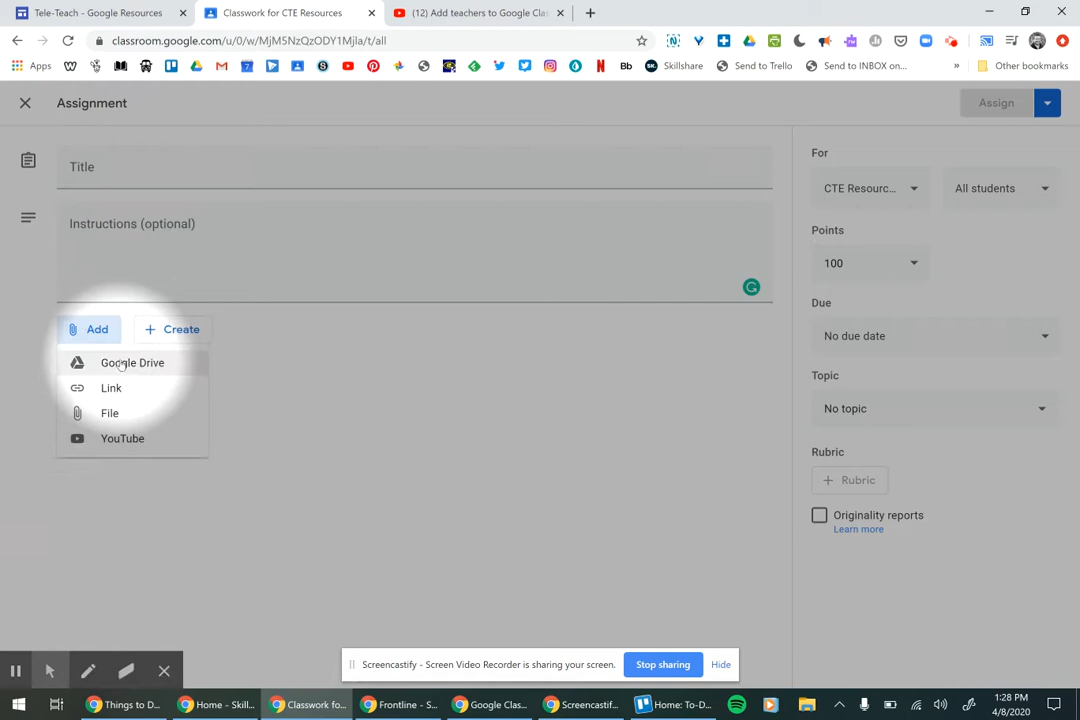 Tele-Teach - Google Resources
Classwork for CTE Resources
(12) Add teachers to Google Clas
classroom.google.com/u/0/w/MjM5NzQzODY1Mjla/t/all
Apps
Bb
Skillshare
Send to Trello
Send to INBOX on...
»
Other bookmarks
Assignment
Assign
Title
Instructions (optional)
Add
Create
Google Drive
Link
File
YouTube
For
CTE Resourc...
All students
Points
100
Due
No due date
Topic
No topic
Rubric
Rubric
Originality reports
Learn more
Screencastify - Screen Video Recorder is sharing your screen.
Stop sharing
Hide
Things to D...
Home - Skill...
Classwork fo...
Frontline - S...
Google Clas...
Screencastif...
Home: To-D...
1:28 PM
4/8/2020